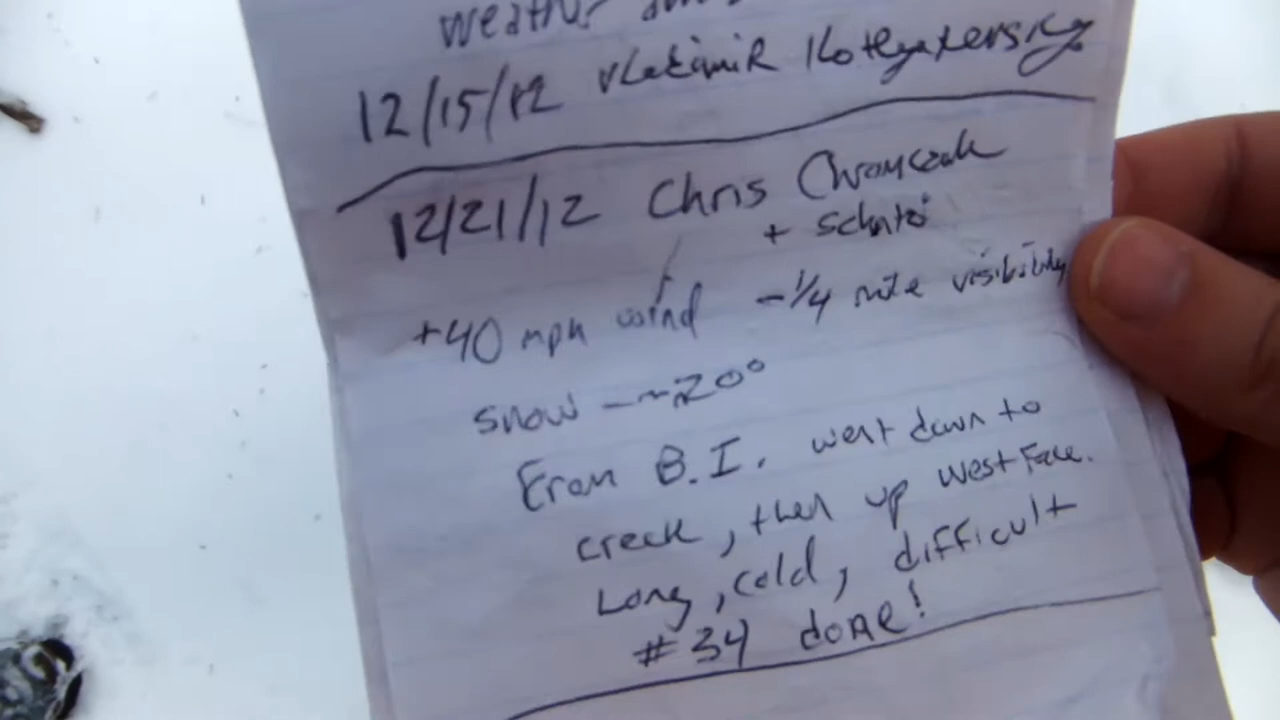 weather
12/15/12 Vladimir
12/21/12 Chris
+ Schatzi
+40 mph wind -1/4 mile visibility
snow -~20°
From B.I. went down to
creek, then up West Face.
Long, cold, difficult
#34 done!